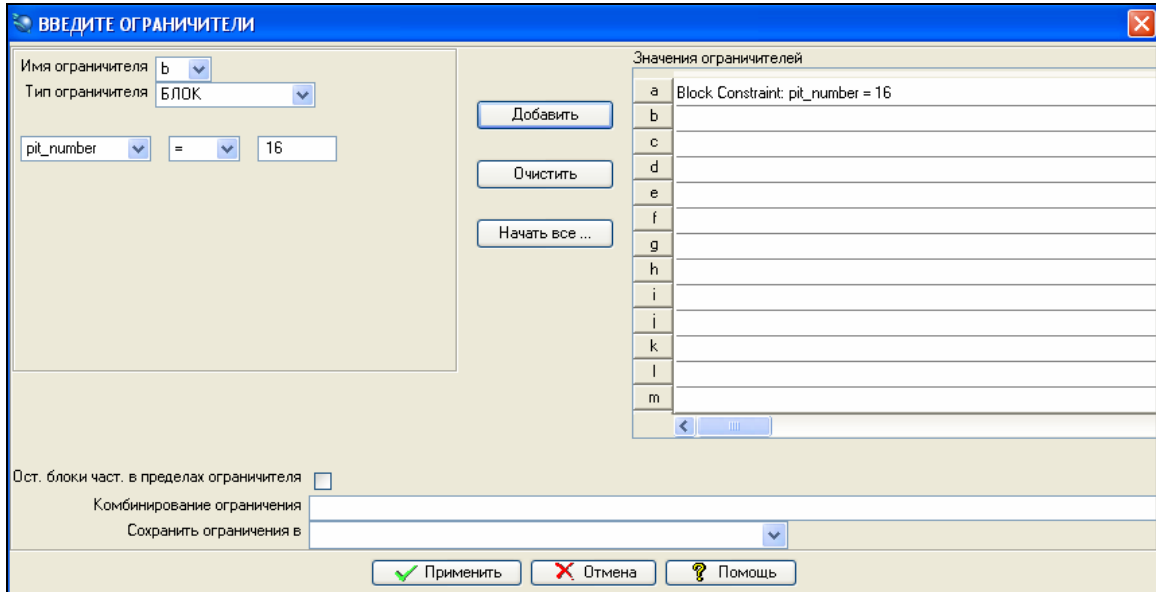 ВВЕДИТЕ ОГРАНИЧИТЕЛИ
Имя ограничителя b
Тип ограничителя БЛОК
pit_number = 16
Добавить
Очистить
Начать все ...
Значения ограничителей
a Block Constraint: pit_number = 16
b
c
d
e
f
g
h
i
j
k
l
m
Ост. блоки част. в пределах ограничителя
Комбинирование ограничения
Сохранить ограничения в
Применить Отмена Помощь